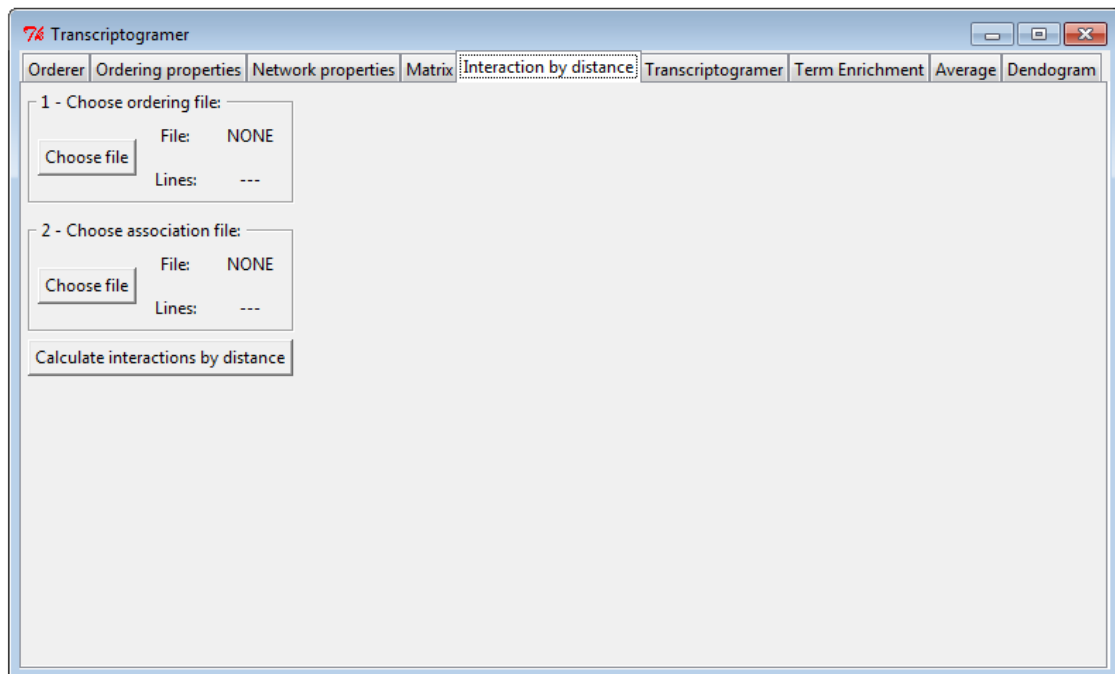 Transcriptogramer
Orderer Ordering properties Network properties Matrix Interaction by distance Transcriptogramer Term Enrichment Average Dendogram
1 - Choose ordering file:
File: NONE
Choose file
Lines: ---
2 - Choose association file:
File: NONE
Choose file
Lines: ---
Calculate interactions by distance